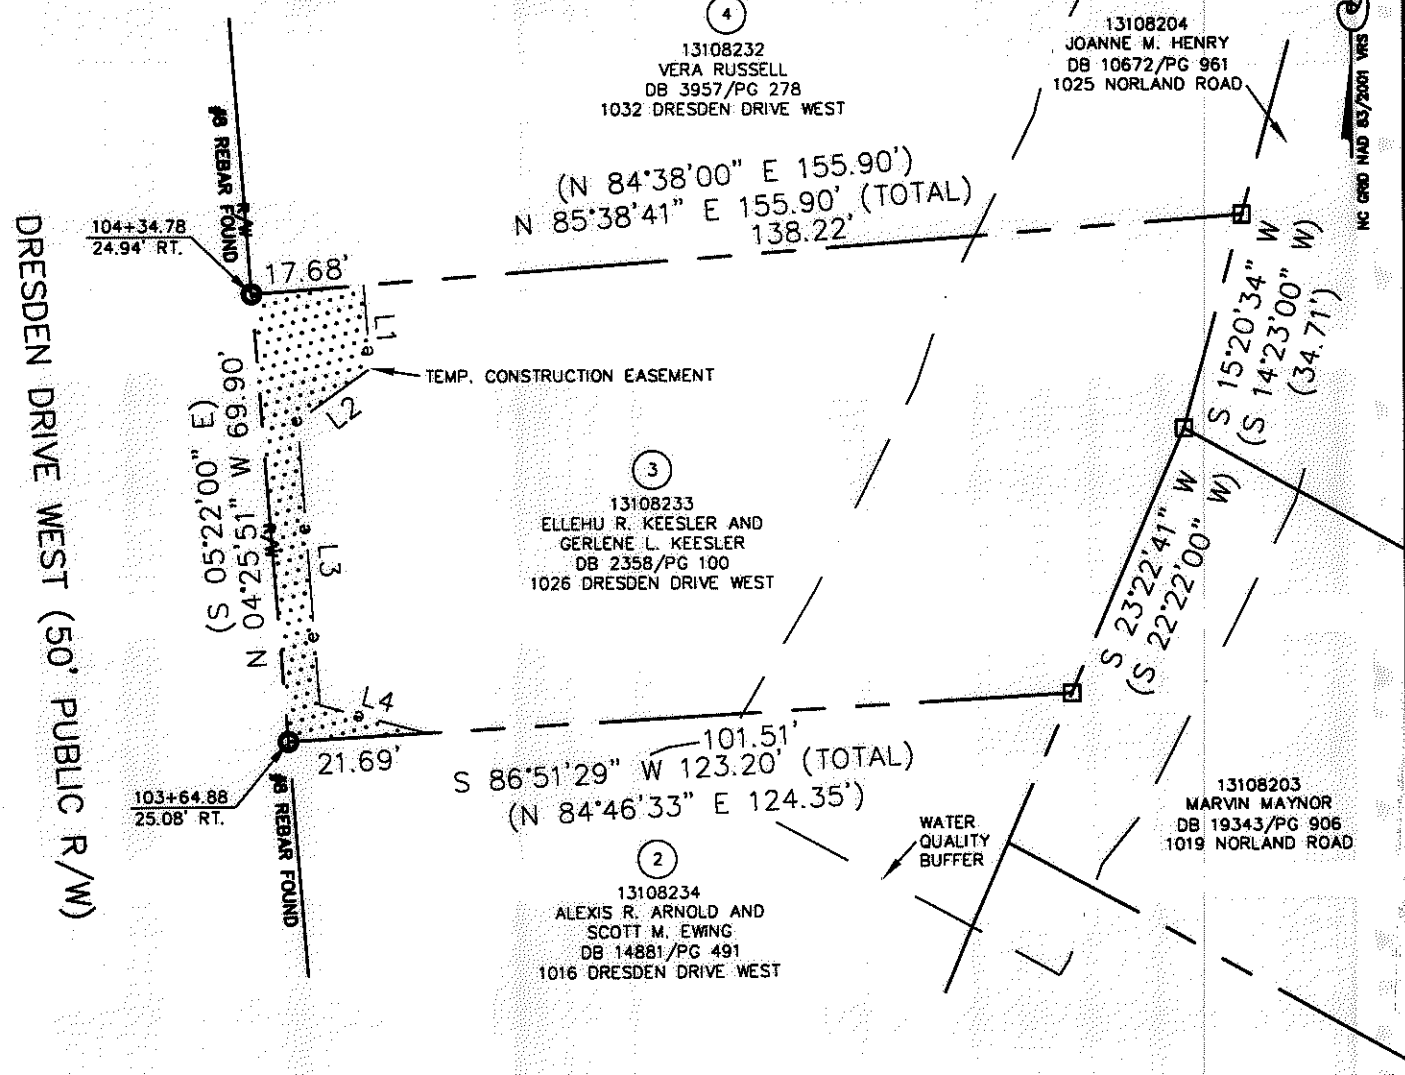 4
13108232
VERA RUSSELL
DB 3957/PG 278
1032 DRESDEN DRIVE WEST
13108204
JOANNE M. HENRY
DB 10672/PG 961
1025 NORLAND ROAD
NC GRID NAD 83/2001 VRS
#8 REBAR FOUND
R/W
104+34.78
24.94' RT.
17.68'
(N 84°38'00" E 155.90')
N 85°38'41" E 155.90' (TOTAL)
138.22'
L1
TEMP. CONSTRUCTION EASEMENT
L2
S 15°20'34" W
(S 14°23'00" W)
(34.71')
DRESDEN DRIVE WEST (50' PUBLIC R/W)
(S 05°22'00" E)
N 04°25'51" W 69.90'
R/W
L3
3
13108233
ELLEHU R. KEESLER AND
GERLENE L. KEESLER
DB 2358/PG 100
1026 DRESDEN DRIVE WEST
S 23°22'41" W
(S 22°22'00" W)
L4
21.69'
101.51'
S 86°51'29" W 123.20' (TOTAL)
(N 84°46'33" E 124.35')
103+64.88
25.08' RT.
#8 REBAR FOUND
WATER
QUALITY
BUFFER
13108203
MARVIN MAYNOR
DB 19343/PG 906
1019 NORLAND ROAD
2
13108234
ALEXIS R. ARNOLD AND
SCOTT M. EWING
DB 14881/PG 491
1016 DRESDEN DRIVE WEST